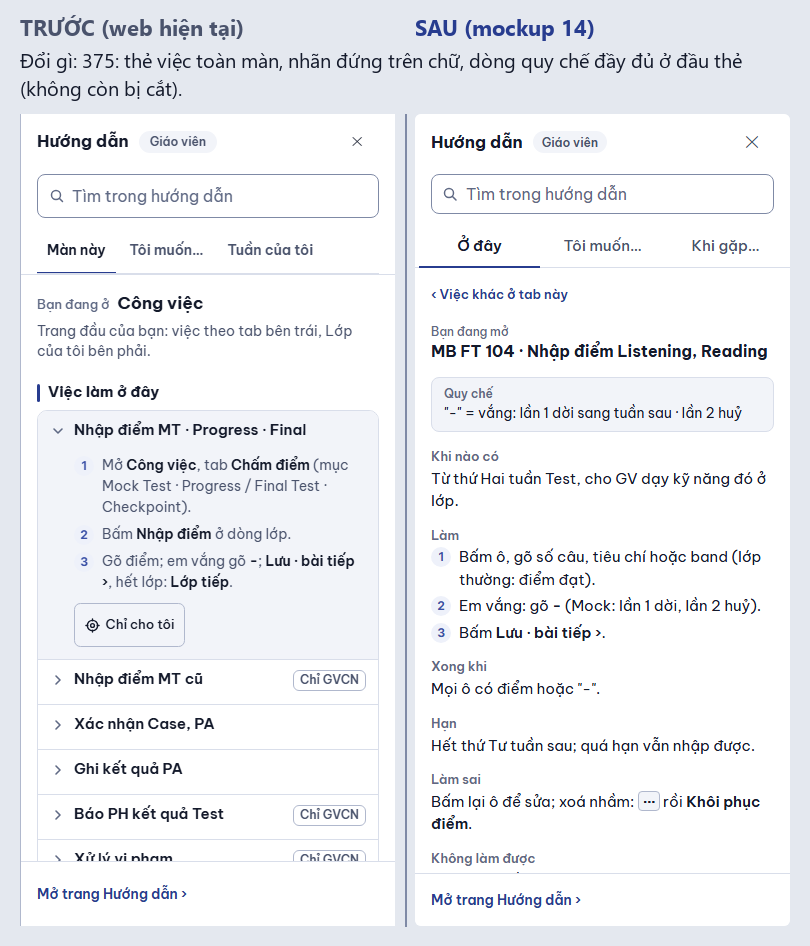 TRƯỚC (web hiện tại)
SAU (mockup 14)
Đổi gì: 375: thẻ việc toàn màn, nhãn đứng trên chữ, dòng quy chế đầy đủ ở đầu thẻ
(không còn bị cắt).
Hướng dẫn
Giáo viên
Tìm trong hướng dẫn
Màn này
Tôi muốn...
Tuần của tôi
Bạn đang ở Công việc
Trang đầu của bạn: việc theo tab bên trái, Lớp
của tôi bên phải.
Việc làm ở đây
Nhập điểm MT · Progress · Final
1 Mở Công việc, tab Chấm điểm (mục
Mock Test · Progress / Final Test ·
Checkpoint).
2 Bấm Nhập điểm ở dòng lớp.
3 Gõ điểm; em vắng gõ -; Lưu · bài tiếp
›, hết lớp: Lớp tiếp.
Chỉ cho tôi
Nhập điểm MT cũ
Chỉ GVCN
Xác nhận Case, PA
Ghi kết quả PA
Báo PH kết quả Test
Chỉ GVCN
Xử lý vi phạm
Chỉ GVCN
Mở trang Hướng dẫn ›
Hướng dẫn
Giáo viên
Tìm trong hướng dẫn
Ở đây
Tôi muốn...
Khi gặp...
‹ Việc khác ở tab này
Bạn đang mở
MB FT 104 · Nhập điểm Listening, Reading
Quy chế
"-" = vắng: lần 1 dời sang tuần sau · lần 2 huỷ
Khi nào có
Từ thứ Hai tuần Test, cho GV dạy kỹ năng đó ở
lớp.
Làm
1 Bấm ô, gõ số câu, tiêu chí hoặc band (lớp
thường: điểm đạt).
2 Em vắng: gõ - (Mock: lần 1 dời, lần 2 huỷ).
3 Bấm Lưu · bài tiếp ›.
Xong khi
Mọi ô có điểm hoặc "-".
Hạn
Hết thứ Tư tuần sau; quá hạn vẫn nhập được.
Làm sai
Bấm lại ô để sửa; xoá nhầm: ··· rồi Khôi phục
điểm.
Không làm được
Mở trang Hướng dẫn ›